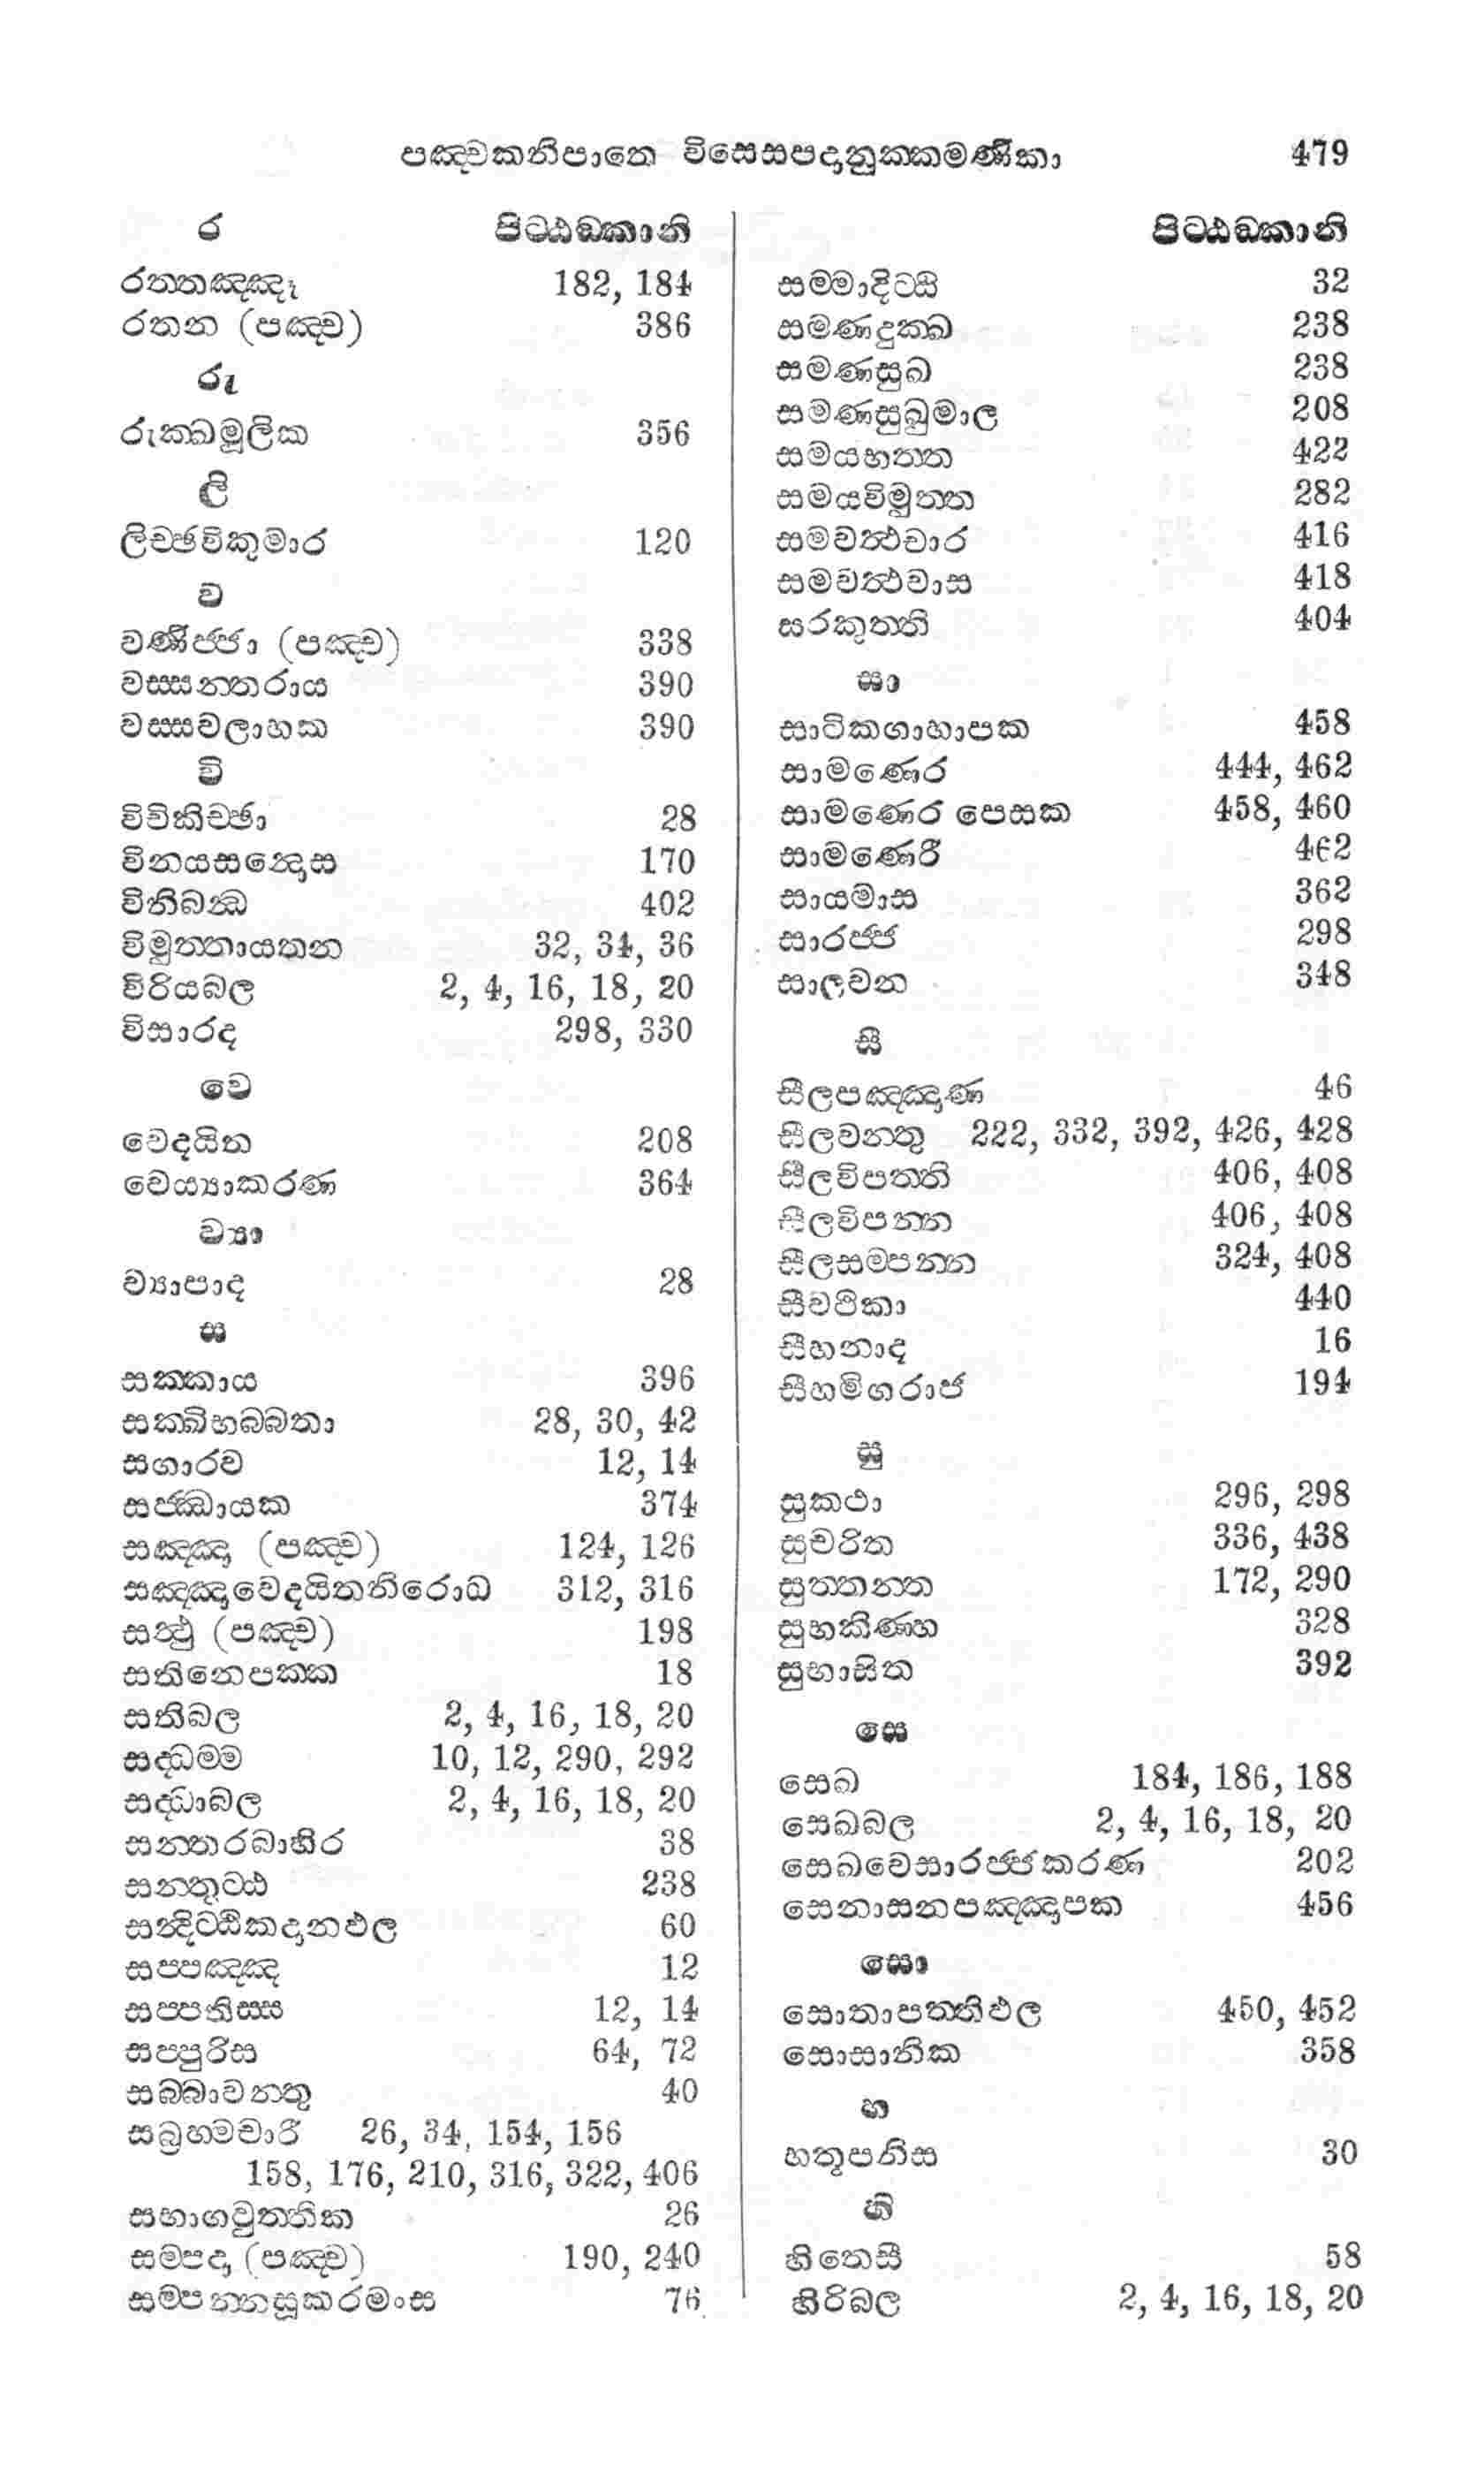 පඤ්චකනිපාතෙ විසෙසපදානුක්කමණිකා 479
ර පිට්ඨඞ්කානි
රත්තඤ්ඤූ 182, 184
රතන (පඤ්ච) 386
රු
රුක්ඛමූලික 356
ලි
ලිච්ඡවිකුමාර 120
ව
වණිජ්ජා (පඤ්ච) 338
වස්සන්තරාය 390
වස්සවලාහක 390
වි
විචිකිච්ඡා 28
විනයසන්දොස 170
විනිබන්ධ 402
විමුත්තායතන 32, 34, 36
විරියබල 2, 4, 16, 18, 20
විසාරද 298, 330
වෙ
වෙදයිත 208
වෙය්‍යාකරණ 364
ව්‍යා
ව්‍යාපාද 28
ස
සක්කාය 396
සක්ඛිභබ්බතා 28, 30, 42
සගාරව 12, 14
සජ්ඣායක 374
සඤ්ඤා (පඤ්ච) 124, 126
සඤ්ඤාවෙදයිතනිරොධ 312, 316
සත්‍ථු (පඤ්ච) 198
සතිනෙපක්ක 18
සතිබල 2, 4, 16, 18, 20
සද්ධම්ම 10, 12, 290, 292
සද්ධාබල 2, 4, 16, 18, 20
සන්තරබාහිර 38
සන්තුට්ඨ 238
සන්දිට්ඨිකදානඵල 60
සප්පඤ්ඤ 12
සප්පතිස්ස 12, 14
සප්පුරිස 64, 72
සබ්බාවන්තු 40
සබ්‍රහ්මචාරී 26, 34, 154, 156
158, 176, 210, 316, 322, 406
සභාගවුත්තික 26
සම්පදා (පඤ්ච) 190, 240
සම්පන්නසූකරමංස 76
පිට්ඨඞ්කානි
සම්මාදිට්ඨි 32
සමණදුක්ඛ 238
සමණසුඛ 238
සමණසුඛුමාල 208
සමයභත්ත 422
සමයවිමුත්ත 282
සමවත්‍ථචාර 416
සමවත්‍ථවාස 418
සරකුත්ති 404
සා
සාටිකගාහාපක 458
සාමණෙර 444, 462
සාමණෙර පෙසක 458, 460
සාමණෙරී 462
සායමාස 362
සාරජ්ජ 298
සාලවන 348
සී
සීලපඤ්ඤාණ 46
සීලවන්තු 222, 332, 392, 426, 428
සීලවිපත්ති 406, 408
සීලවිපන්න 406, 408
සීලසම්පන්න 324, 408
සීවථිකා 440
සීහනාද 16
සීහමිගරාජ 194
සු
සුකථා 296, 298
සුචරිත 336, 438
සුත්තන්ත 172, 290
සුභකිණ්හ 328
සුභාසිත 392
සෙ
සෙඛ 184, 186, 188
සෙඛබල 2, 4, 16, 18, 20
සෙඛවෙසාරජ්ජකරණ 202
සෙනාසනපඤ්ඤාපක 456
සො
සොතාපත්තිඵල 450, 452
සොසානික 358
හ
හතූපනිස 30
හි
හිතෙසී 58
හිරිබල 2, 4, 16, 18, 20